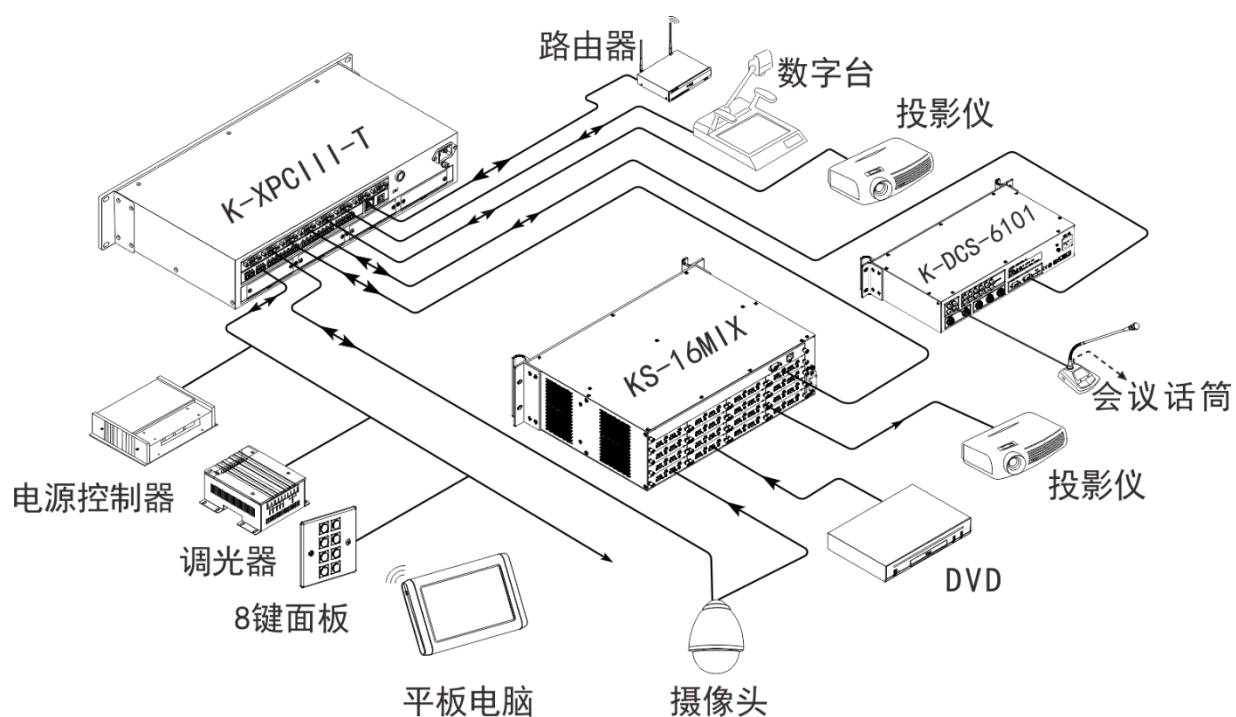 路由器
数字台
投影仪
K-XPCIII-T
K-DCS-6101
KS-16MIX
会议话筒
投影仪
电源控制器
调光器
8键面板
DVD
平板电脑
摄像头